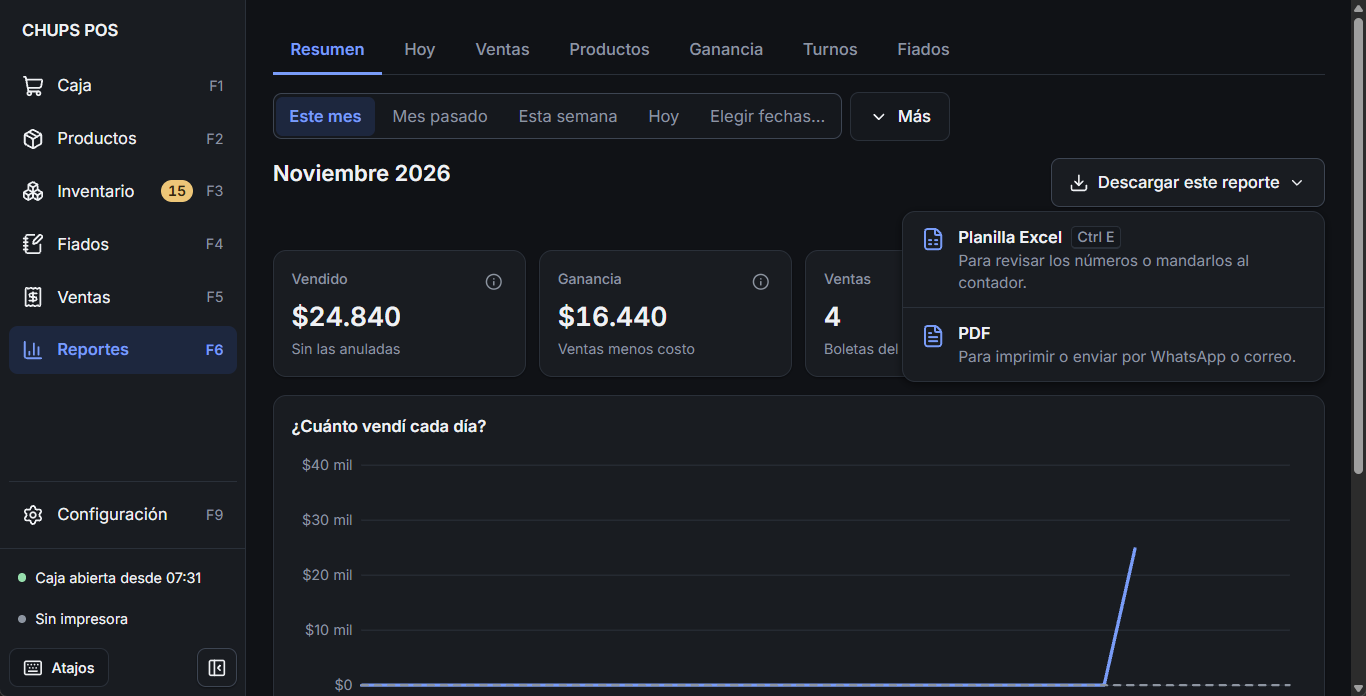 CHUPS POS
Caja F1
Productos F2
Inventario 15 F3
Fiados F4
Ventas F5
Reportes F6
Configuración F9
Caja abierta desde 07:31
Sin impresora
Atajos
Resumen Hoy Ventas Productos Ganancia Turnos Fiados
Este mes Mes pasado Esta semana Hoy Elegir fechas... Más
Noviembre 2026
Descargar este reporte
Planilla Excel Ctrl E
Para revisar los números o mandarlos al
contador.
PDF
Para imprimir o enviar por WhatsApp o correo.
Vendido
$24.840
Sin las anuladas
Ganancia
$16.440
Ventas menos costo
Ventas
4
Boletas del
¿Cuánto vendí cada día?
$40 mil
$30 mil
$20 mil
$10 mil
$0